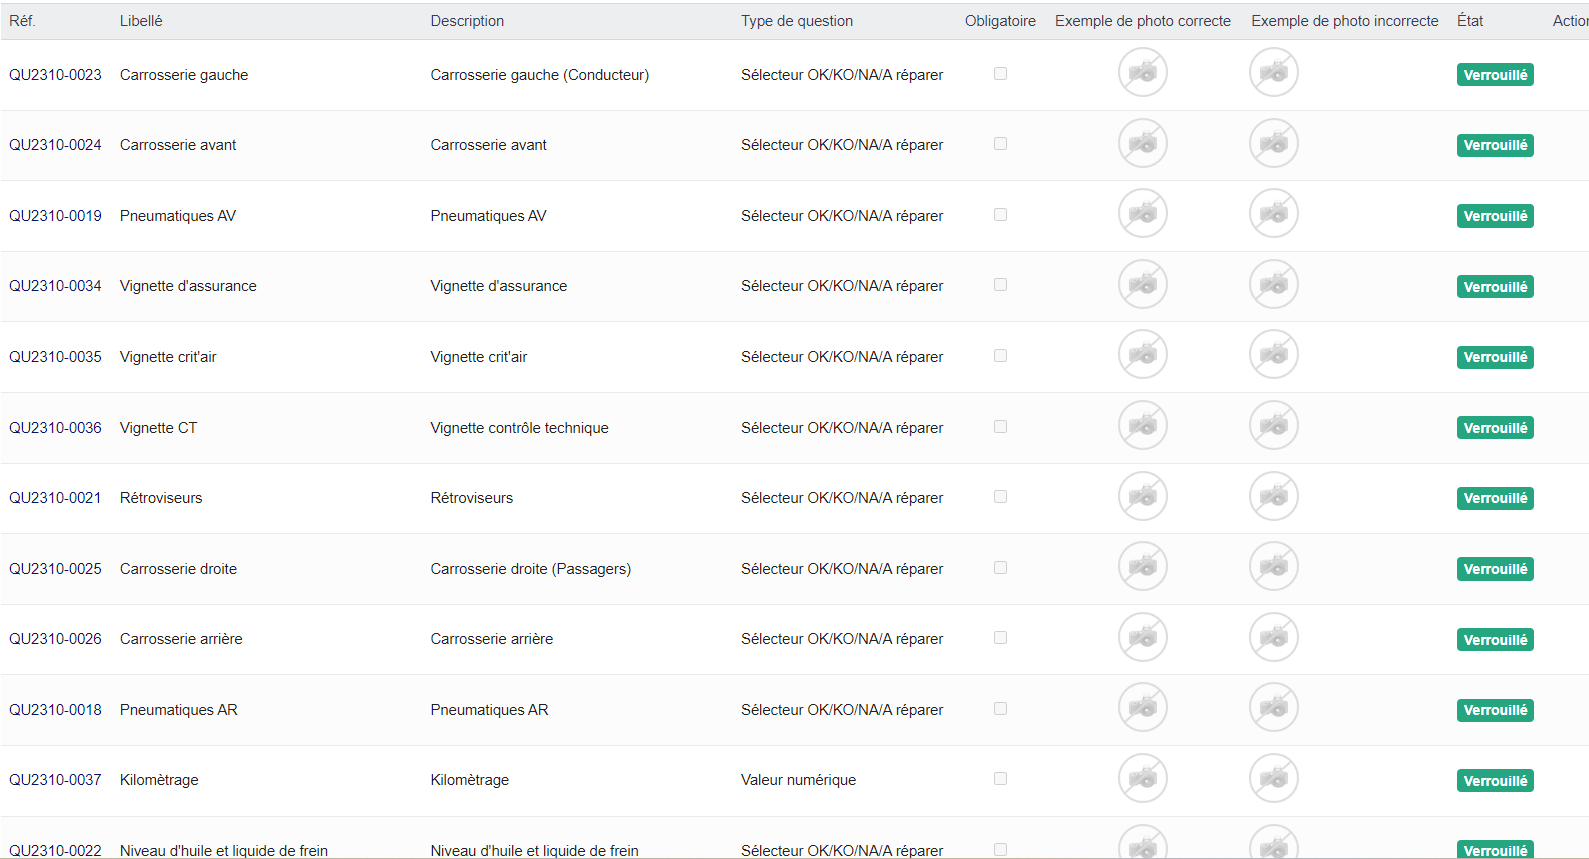 Réf. Libellé Description Type de question Obligatoire Exemple de photo correcte Exemple de photo incorrecte État Action
QU2310-0023 Carrosserie gauche Carrosserie gauche (Conducteur) Sélecteur OK/KO/NA/A réparer Verrouillé
QU2310-0024 Carrosserie avant Carrosserie avant Sélecteur OK/KO/NA/A réparer Verrouillé
QU2310-0019 Pneumatiques AV Pneumatiques AV Sélecteur OK/KO/NA/A réparer Verrouillé
QU2310-0034 Vignette d'assurance Vignette d'assurance Sélecteur OK/KO/NA/A réparer Verrouillé
QU2310-0035 Vignette crit'air Vignette crit'air Sélecteur OK/KO/NA/A réparer Verrouillé
QU2310-0036 Vignette CT Vignette contrôle technique Sélecteur OK/KO/NA/A réparer Verrouillé
QU2310-0021 Rétroviseurs Rétroviseurs Sélecteur OK/KO/NA/A réparer Verrouillé
QU2310-0025 Carrosserie droite Carrosserie droite (Passagers) Sélecteur OK/KO/NA/A réparer Verrouillé
QU2310-0026 Carrosserie arrière Carrosserie arrière Sélecteur OK/KO/NA/A réparer Verrouillé
QU2310-0018 Pneumatiques AR Pneumatiques AR Sélecteur OK/KO/NA/A réparer Verrouillé
QU2310-0037 Kilomètrage Kilomètrage Valeur numérique Verrouillé
QU2310-0022 Niveau d'huile et liquide de frein Niveau d'huile et liquide de frein Sélecteur OK/KO/NA/A réparer Verrouillé